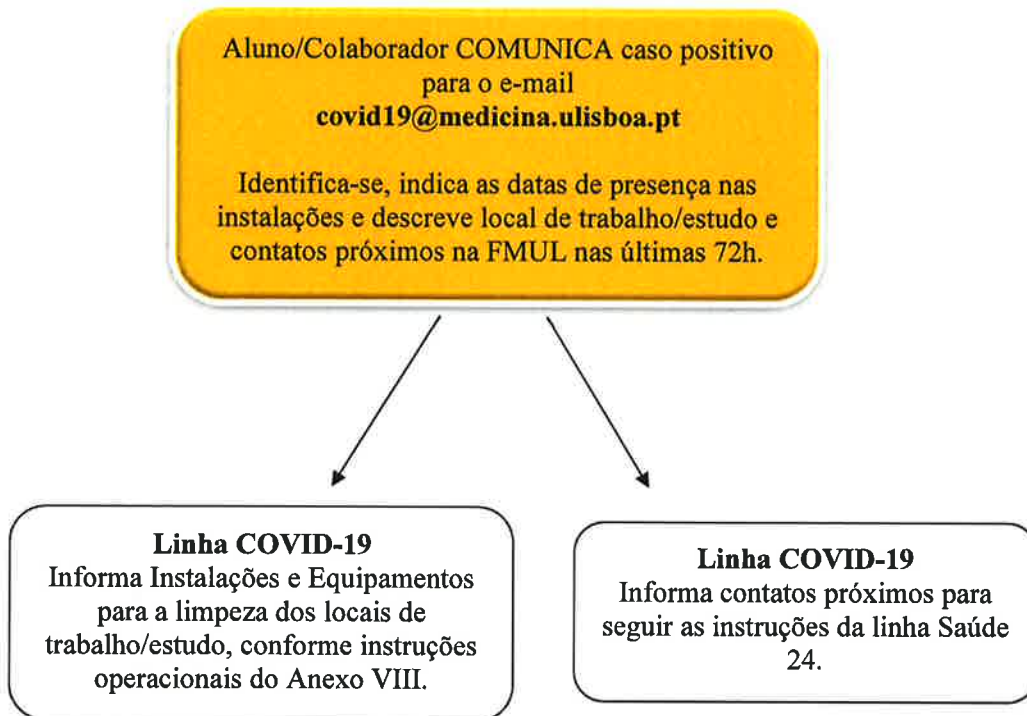 Aluno/Colaborador COMUNICA caso positivo
para o e-mail
covid19@medicina.ulisboa.pt
Identifica-se, indica as datas de presença nas
instalações e descreve local de trabalho/estudo e
contatos próximos na FMUL nas últimas 72h.
Linha COVID-19
Informa Instalações e Equipamentos
para a limpeza dos locais de
trabalho/estudo, conforme instruções
operacionais do Anexo VIII.
Linha COVID-19
Informa contatos próximos para
seguir as instruções da linha Saúde
24.